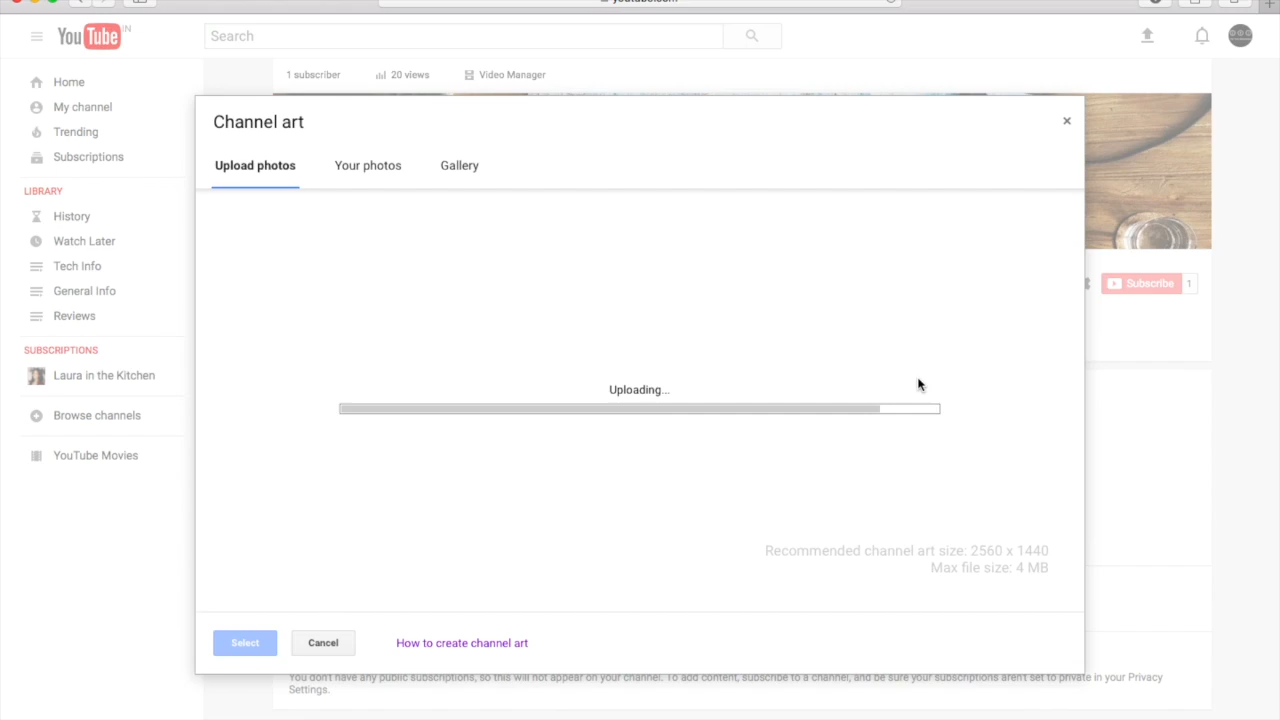 YouTube IN
Search
1 subscriber
20 views
Video Manager
Home
My channel
Trending
Subscriptions
LIBRARY
History
Watch Later
Tech Info
General Info
Reviews
SUBSCRIPTIONS
Laura in the Kitchen
Browse channels
YouTube Movies
Channel art
×
Upload photos
Your photos
Gallery
Uploading...
Recommended channel art size: 2560 x 1440
Max file size: 4 MB
Select
Cancel
How to create channel art
Subscribe 1
You don't have any public subscriptions, so this will not appear on your channel. To add content, subscribe to a channel, and be sure your subscriptions aren't set to private in your Privacy
Settings.